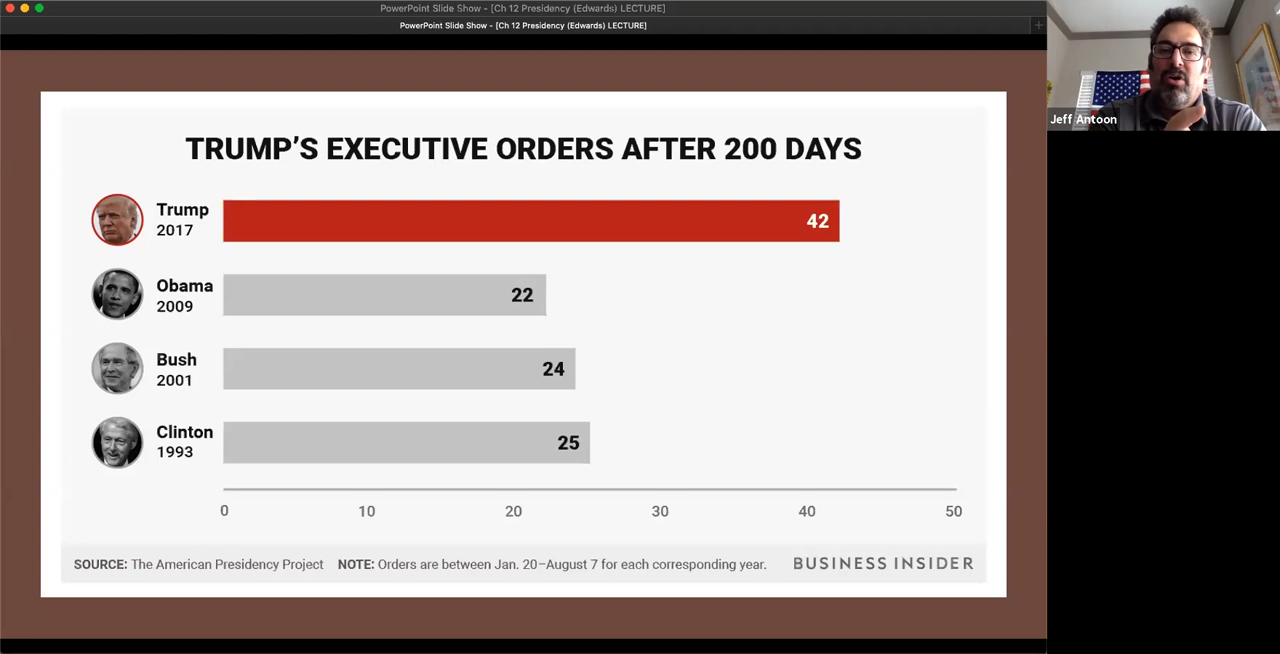 PowerPoint Slide Show - [Ch 12 Presidency (Edwards) LECTURE]
PowerPoint Slide Show - [Ch 12 Presidency (Edwards) LECTURE]
Jeff Antoon
TRUMP’S EXECUTIVE ORDERS AFTER 200 DAYS
Trump
2017
42
Obama
2009
22
Bush
2001
24
Clinton
1993
25
0 10 20 30 40 50
SOURCE: The American Presidency Project NOTE: Orders are between Jan. 20–August 7 for each corresponding year. BUSINESS INSIDER